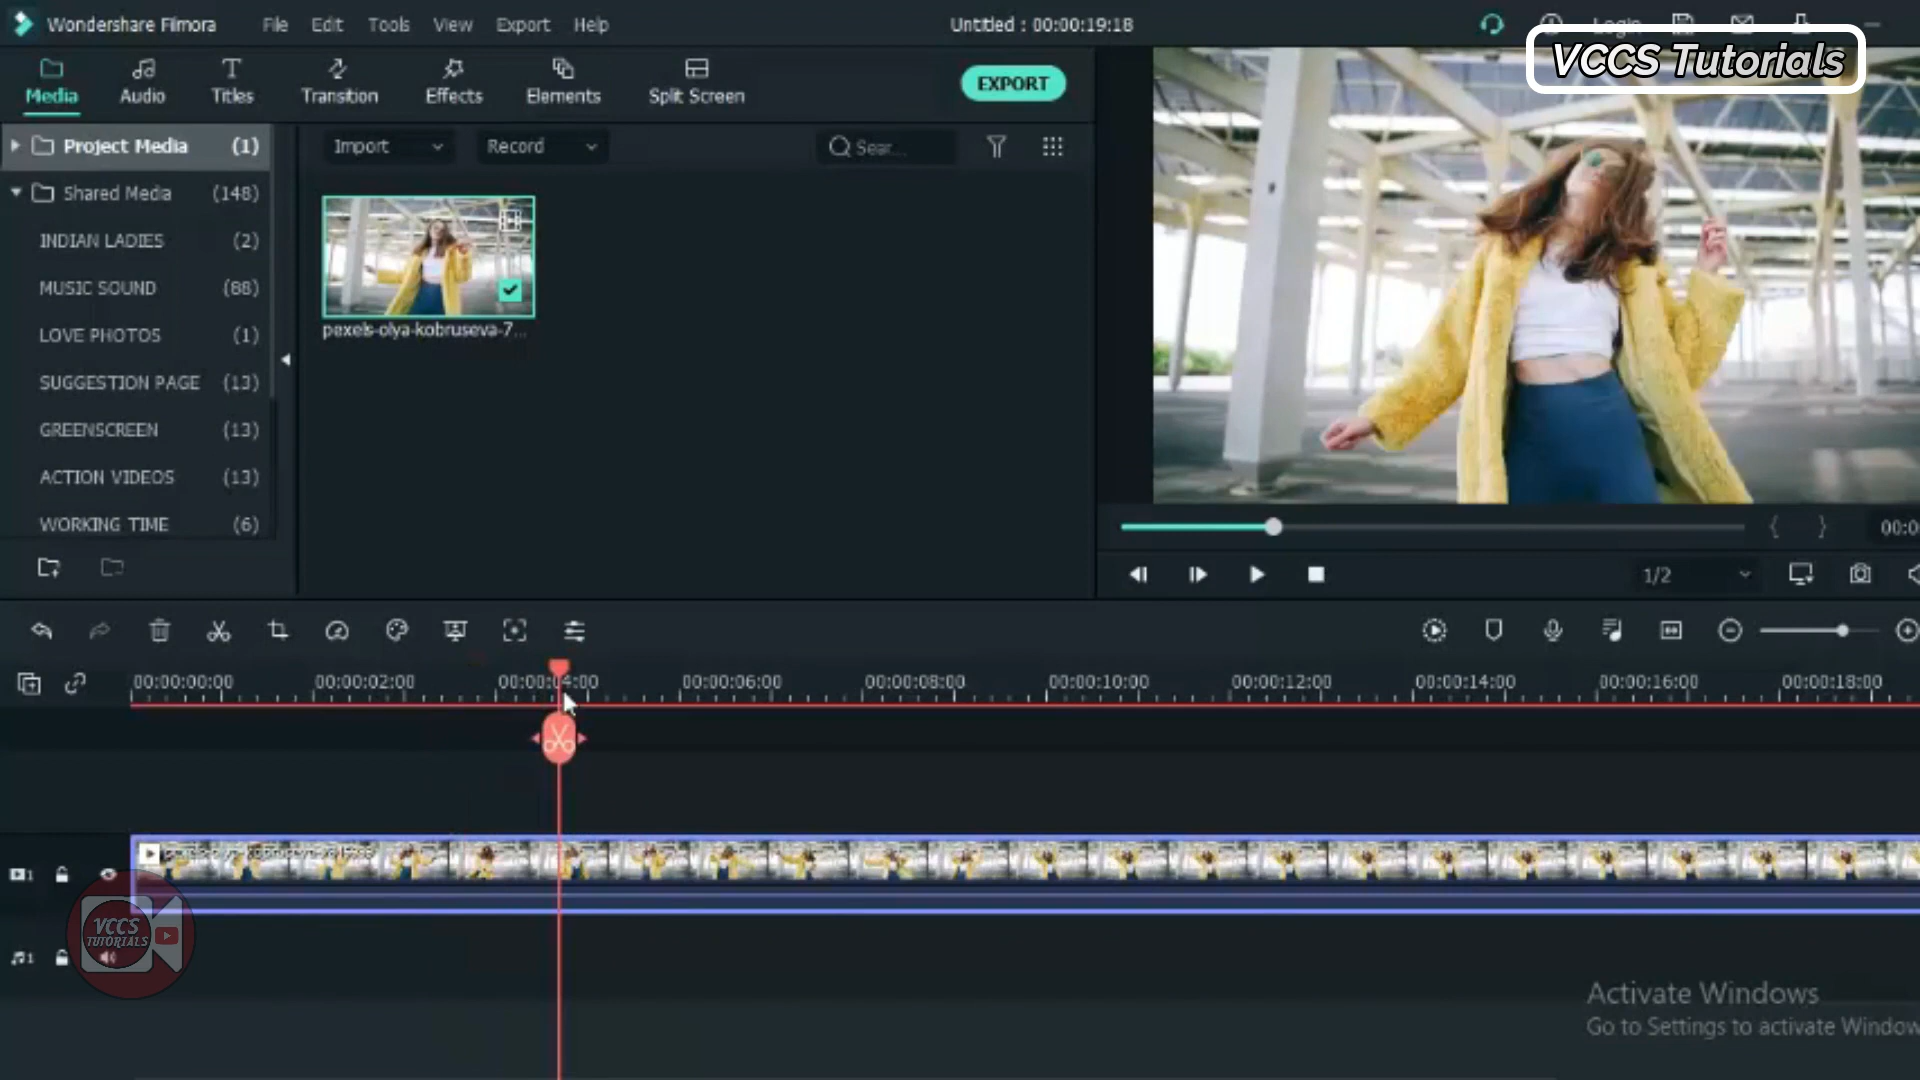 Wondershare Filmora File Edit Tools View Export Help Untitled : 00:00:19:18 Login
VCCS Tutorials
Media Audio Titles Transition Effects Elements Split Screen EXPORT
Project Media (1) Import Record Sear...
Shared Media (148)
INDIAN LADIES (2)
MUSIC SOUND (88)
pexels-olya-kobruseva-7...
LOVE PHOTOS (1)
SUGGESTION PAGE (13)
GREENSCREEN (13)
ACTION VIDEOS (13)
WORKING TIME (6)
00:0
1/2
00:00:00:00 00:00:02:00 00:00:04:00 00:00:06:00 00:00:08:00 00:00:10:00 00:00:12:00 00:00:14:00 00:00:16:00 00:00:18:00
1
VCCS
TUTORIALS
1
Activate Windows
Go to Settings to activate Window